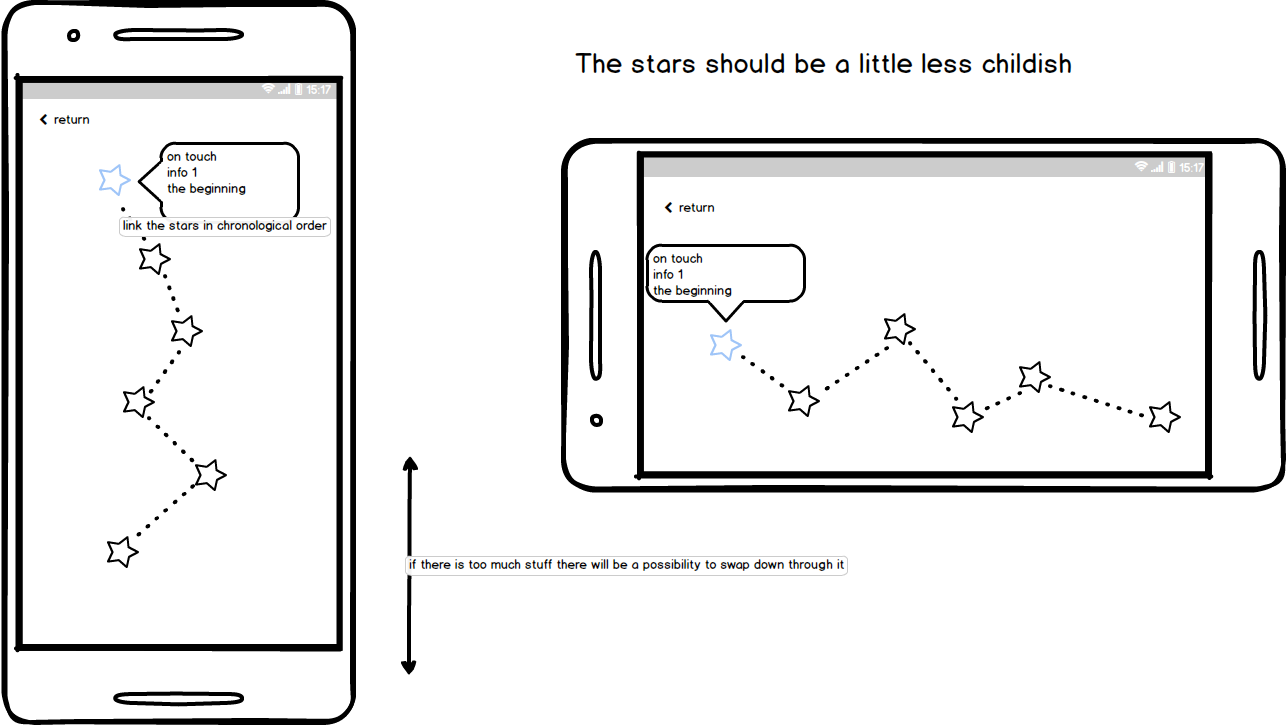 15:17
return
on touch
info 1
the beginning
link the stars in chronological order
The stars should be a little less childish
15:17
return
on touch
info 1
the beginning
if there is too much stuff there will be a possibility to swap down through it